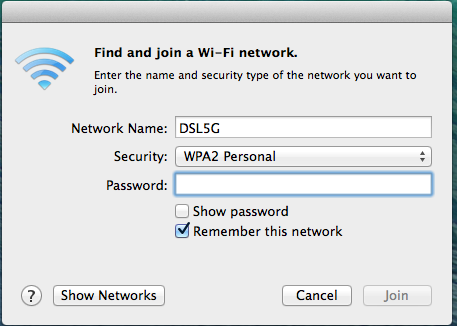 Find and join a Wi-Fi network.
Enter the name and security type of the network you want to
join.
Network Name: DSL5G
Security: WPA2 Personal
Password:
Show password
Remember this network
? Show Networks Cancel Join